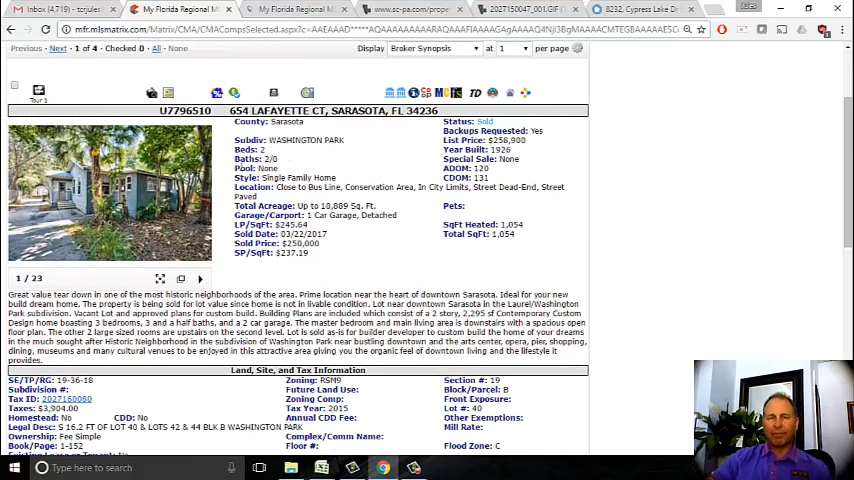 Inbox (4,719) - tcrjules
My Florida Regional M
My Florida Regional MLS
www.sc-pa.com/prope
2027150047_001.GIF (
8232, Cypress Lake Dr
Jules
mfr.mlsmatrix.com/Matrix/CMA/CMACompsSelected.aspx?c=
Previous · Next · 1 of 4 Checked 0 · All · None
Display Broker Synopsis at 1 per page
Tour 1
U7796510 654 LAFAYETTE CT, SARASOTA, FL 34236
County: Sarasota
Status: Sold
Backups Requested: Yes
Subdiv: WASHINGTON PARK
List Price: $258,900
Beds: 2
Year Built: 1926
Baths: 2/0
Special Sale: None
Pool: None
ADOM: 120
Style: Single Family Home
CDOM: 131
Location: Close to Bus Line, Conservation Area, In City Limits, Street Dead-End, Street
Paved
Total Acreage: Up to 10,889 Sq. Ft.
Pets:
Garage/Carport: 1 Car Garage, Detached
LP/SqFt: $245.64
SqFt Heated: 1,054
Sold Date: 03/22/2017
Total SqFt: 1,054
Sold Price: $250,000
SP/SqFt: $237.19
1 / 23
Great value tear down in one of the most historic neighborhoods of the area. Prime location near the heart of downtown Sarasota. Ideal for your new
build dream home. The property is being sold for lot value since home is not in livable condition. Lot near downtown Sarasota in the Laurel/Washington
Park subdivision. Vacant Lot and approved plans for custom build. Building Plans are included which consist of a 2 story, 2,295 sf Contemporary Custom
Design home boasting 3 bedrooms, 3 and a half baths, and a 2 car garage. The master bedroom and main living area is downstairs with a spacious open
floor plan. The other 2 large sized rooms are upstairs on the second level. Lot is sold as-is for builder developer to custom build the home of your dreams
in the much sought after Historic Neighborhood in the subdivision of Washington Park near bustling downtown and the arts center, opera, pier, shopping,
dining, museums and many cultural venues to be enjoyed in this attractive area giving you the organic feel of downtown living and the lifestyle it
provides.
Land, Site, and Tax Information
SE/TP/RG: 19-36-18
Zoning: RSM9
Section #: 19
Subdivision #:
Future Land Use:
Block/Parcel: B
Tax ID: 2027160080
Zoning Comp:
Front Exposure:
Taxes: $3,904.00
Tax Year: 2015
Lot #: 40
Homestead: No CDD: No
Annual CDD Fee:
Other Exemptions:
Legal Desc: S 16.2 FT OF LOT 40 & LOTS 42 & 44 BLK B WASHINGTON PARK
Mill Rate:
Ownership: Fee Simple
Complex/Comm Name:
Book/Page: 1-152
Floor #:
Flood Zone: C
Type here to search